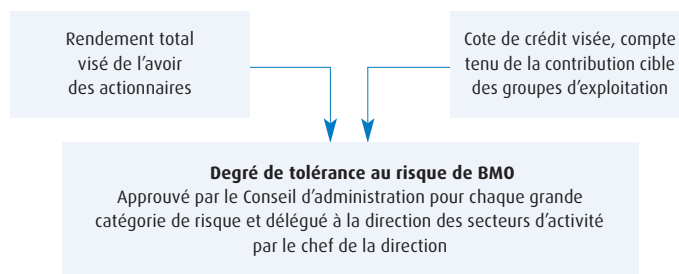 Rendement total
visé de l’avoir
des actionnaires
Cote de crédit visée, compte
tenu de la contribution cible
des groupes d’exploitation
Degré de tolérance au risque de BMO
Approuvé par le Conseil d’administration pour chaque grande
catégorie de risque et délégué à la direction des secteurs d’activité
par le chef de la direction